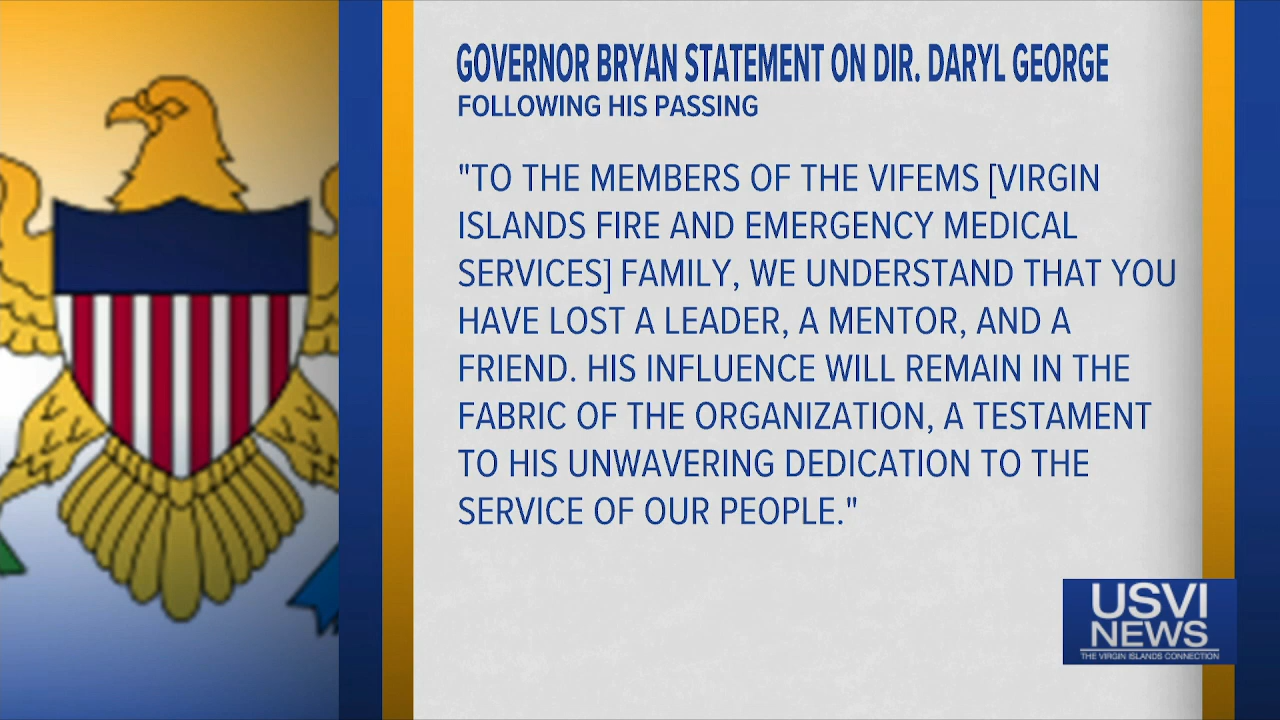 GOVERNOR BRYAN STATEMENT ON DIR. DARYL GEORGE
FOLLOWING HIS PASSING
"TO THE MEMBERS OF THE VIFEMS [VIRGIN
ISLANDS FIRE AND EMERGENCY MEDICAL
SERVICES] FAMILY, WE UNDERSTAND THAT YOU
HAVE LOST A LEADER, A MENTOR, AND A
FRIEND. HIS INFLUENCE WILL REMAIN IN THE
FABRIC OF THE ORGANIZATION, A TESTAMENT
TO HIS UNWAVERING DEDICATION TO THE
SERVICE OF OUR PEOPLE."
USVI
NEWS
THE VIRGIN ISLANDS CONNECTION